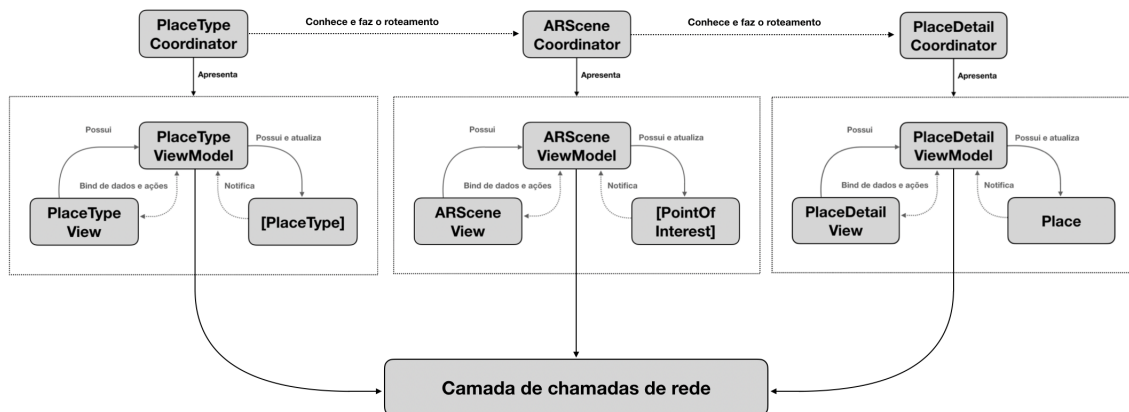 PlaceType
Coordinator
Conhece e faz o roteamento
ARScene
Coordinator
Conhece e faz o roteamento
PlaceDetail
Coordinator
Apresenta
Apresenta
Apresenta
Possui
PlaceType
ViewModel
Possui e atualiza
Bind de dados e ações
Notifica
PlaceType
View
[PlaceType]
Possui
ARScene
ViewModel
Possui e atualiza
Bind de dados e ações
Notifica
ARScene
View
[PointOf
Interest]
Possui
PlaceDetail
ViewModel
Possui e atualiza
Bind de dados e ações
Notifica
PlaceDetail
View
Place
Camada de chamadas de rede